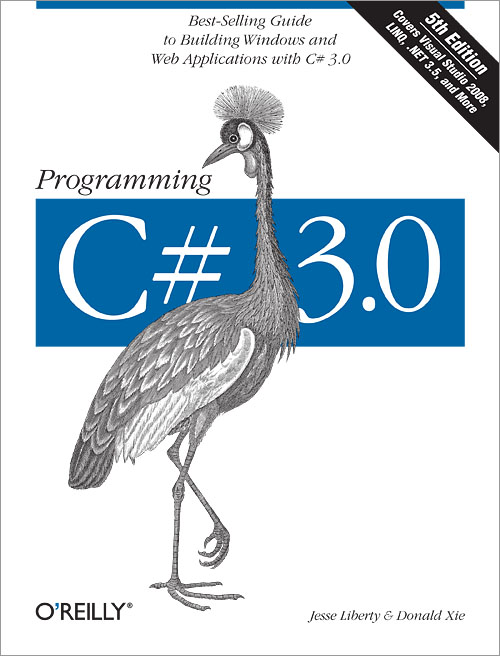 Best-Selling Guide
to Building Windows and
Web Applications with C# 3.0
5th Edition
Covers Visual Studio 2008,
LINQ, .NET 3.5, and More
Programming
C# 3.0
O'REILLY®
Jesse Liberty & Donald Xie